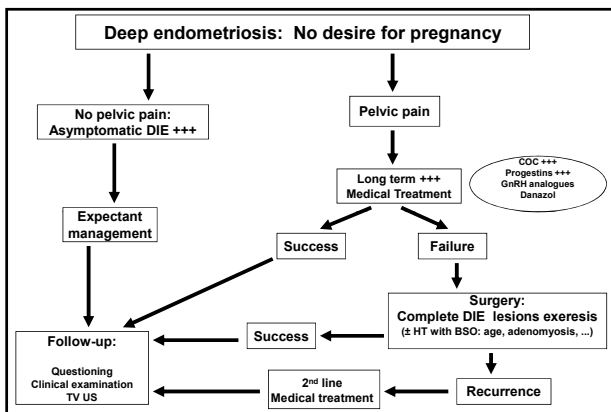 Deep endometriosis: No desire for pregnancy
No pelvic pain:
Asymptomatic DIE +++
Pelvic pain
Long term +++
Medical Treatment
COC +++
Progestins +++
GnRH analogues
Danazol
Expectant
management
Success
Failure
Surgery:
Complete DIE lesions exeresis
(± HT with BSO: age, adenomyosis, ...)
Success
Follow-up:
Questioning
Clinical examination
TV US
2nd line
Medical treatment
Recurrence